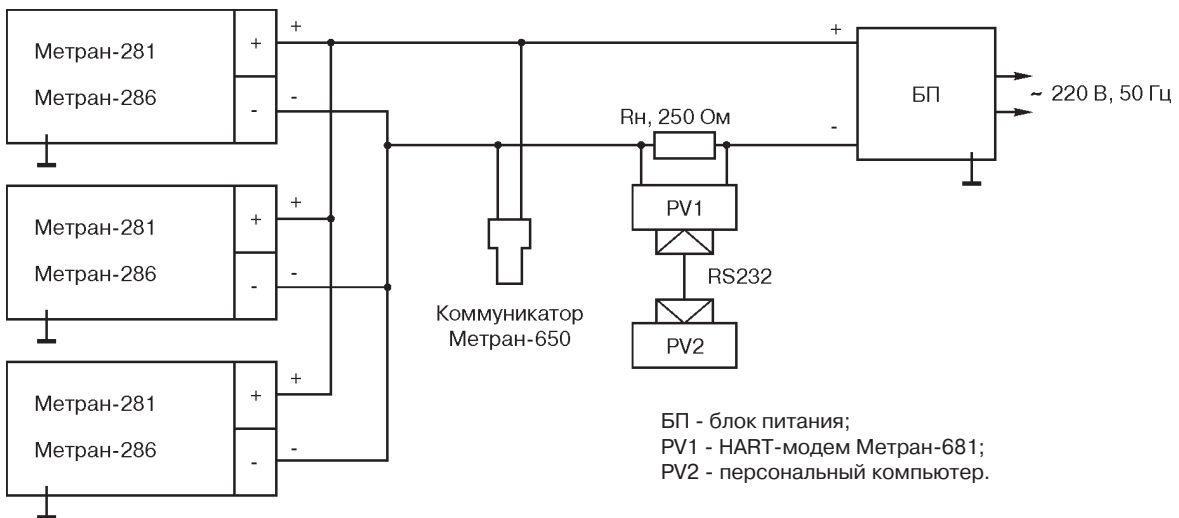 Метран-281
Метран-286
+
-
+
-
+
-
БП
~ 220 В, 50 Гц
Rн, 250 Ом
Метран-281
Метран-286
+
-
+
-
PV1
RS232
PV2
Коммуникатор
Метран-650
Метран-281
Метран-286
+
-
+
-
БП - блок питания;
PV1 - HART-модем Метран-681;
PV2 - персональный компьютер.